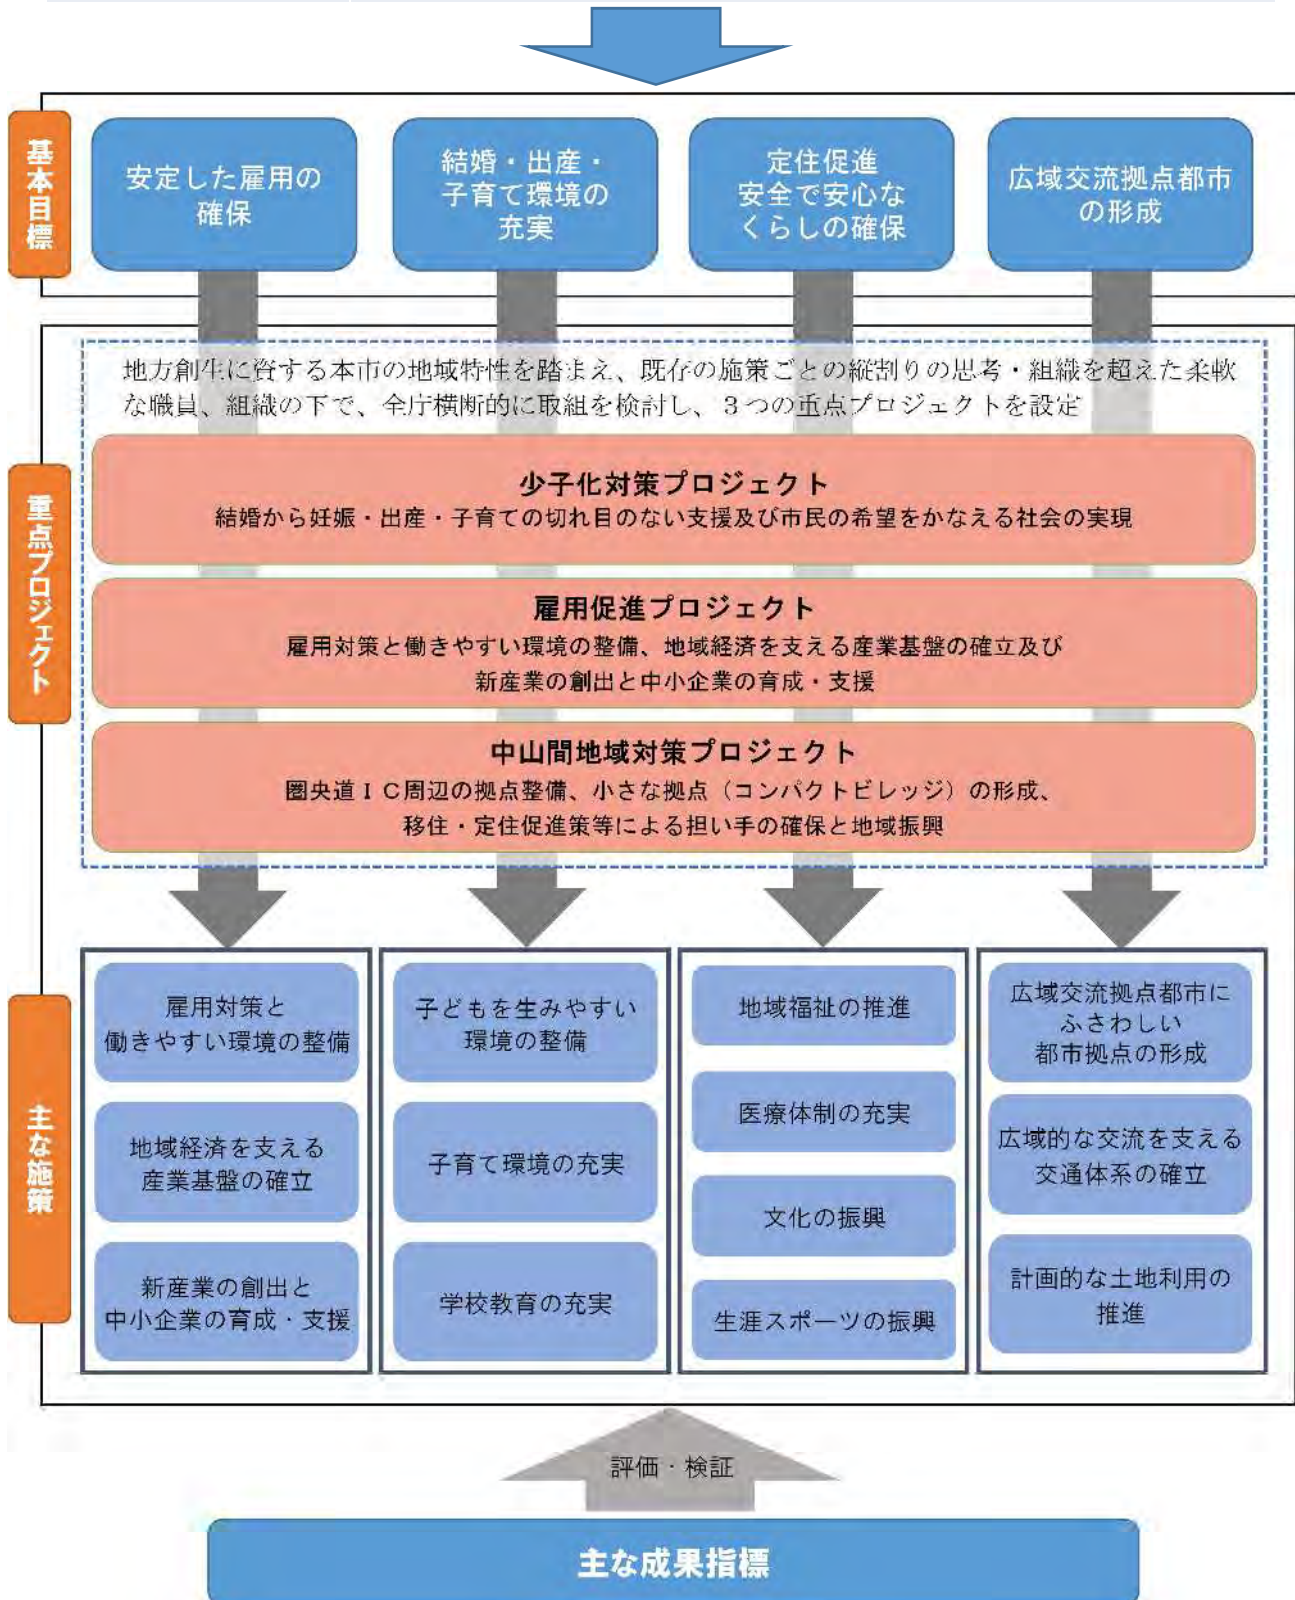 基本目標
安定した雇用の
確保
結婚・出産・
子育て環境の
充実
定住促進
安全で安心な
くらしの確保
広域交流拠点都市
の形成
重点プロジェクト
地方創生に資する本市の地域特性を踏まえ、既存の施策ごとの縦割りの思考・組織を超えた柔軟
な職員、組織の下で、全庁横断的に取組を検討し、３つの重点プロジェクトを設定
少子化対策プロジェクト
結婚から妊娠・出産・子育ての切れ目のない支援及び市民の希望をかなえる社会の実現
雇用促進プロジェクト
雇用対策と働きやすい環境の整備、地域経済を支える産業基盤の確立及び
新産業の創出と中小企業の育成・支援
中山間地域対策プロジェクト
圏央道ＩＣ周辺の拠点整備、小さな拠点（コンパクトビレッジ）の形成、
移住・定住促進策等による担い手の確保と地域振興
主な施策
雇用対策と
働きやすい環境の整備
地域経済を支える
産業基盤の確立
新産業の創出と
中小企業の育成・支援
子どもを生みやすい
環境の整備
子育て環境の充実
学校教育の充実
地域福祉の推進
医療体制の充実
文化の振興
生涯スポーツの振興
広域交流拠点都市に
ふさわしい
都市拠点の形成
広域的な交流を支える
交通体系の確立
計画的な土地利用の
推進
評価・検証
主な成果指標